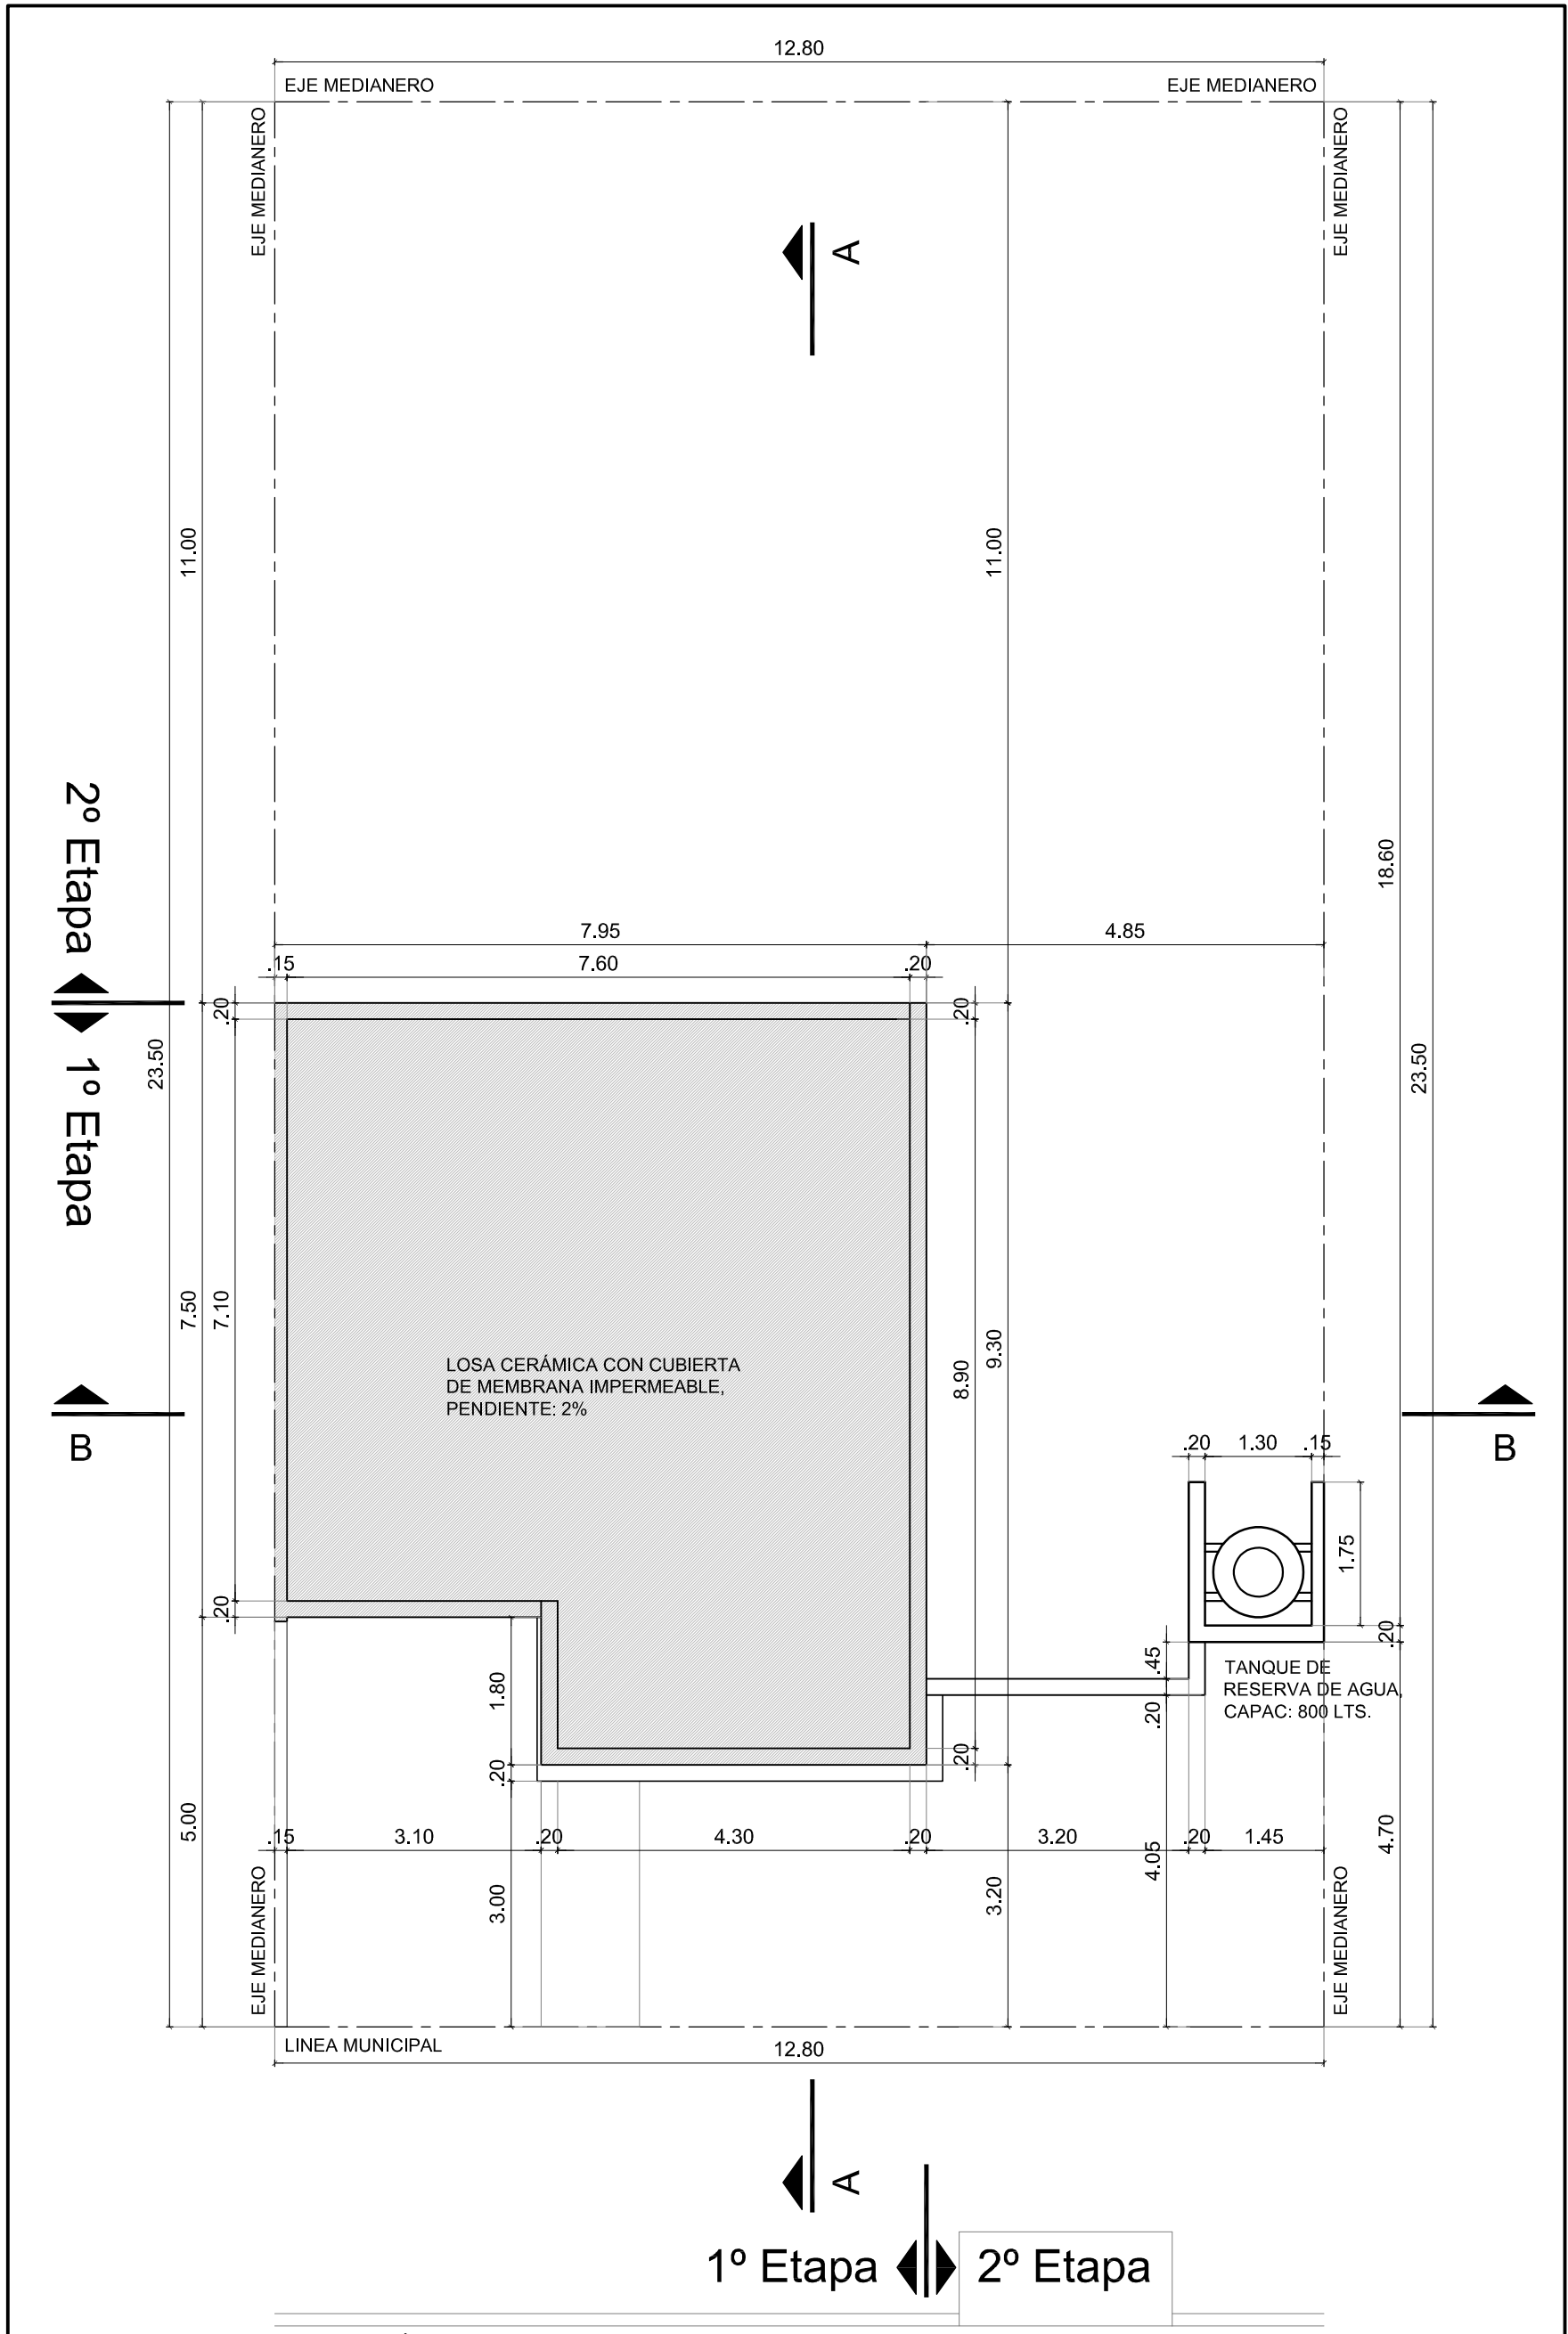 12.80
EJE MEDIANERO
EJE MEDIANERO
EJE MEDIANERO
EJE MEDIANERO
A
11.00
11.00
18.60
2º Etapa
1º Etapa
7.95
4.85
.15
7.60
.20
.20
.20
23.50
23.50
7.50
7.10
9.30
8.90
LOSA CERÁMICA CON CUBIERTA
DE MEMBRANA IMPERMEABLE,
PENDIENTE: 2%
B
B
.20
1.30
.15
1.75
.20
.20
.45
1.80
TANQUE DE
RESERVA DE AGUA,
CAPAC: 800 LTS.
.20
.20
.20
5.00
.15
3.10
.20
4.30
.20
3.20
.20
1.45
4.70
4.05
3.00
3.20
EJE MEDIANERO
EJE MEDIANERO
LINEA MUNICIPAL
12.80
A
1º Etapa
2º Etapa